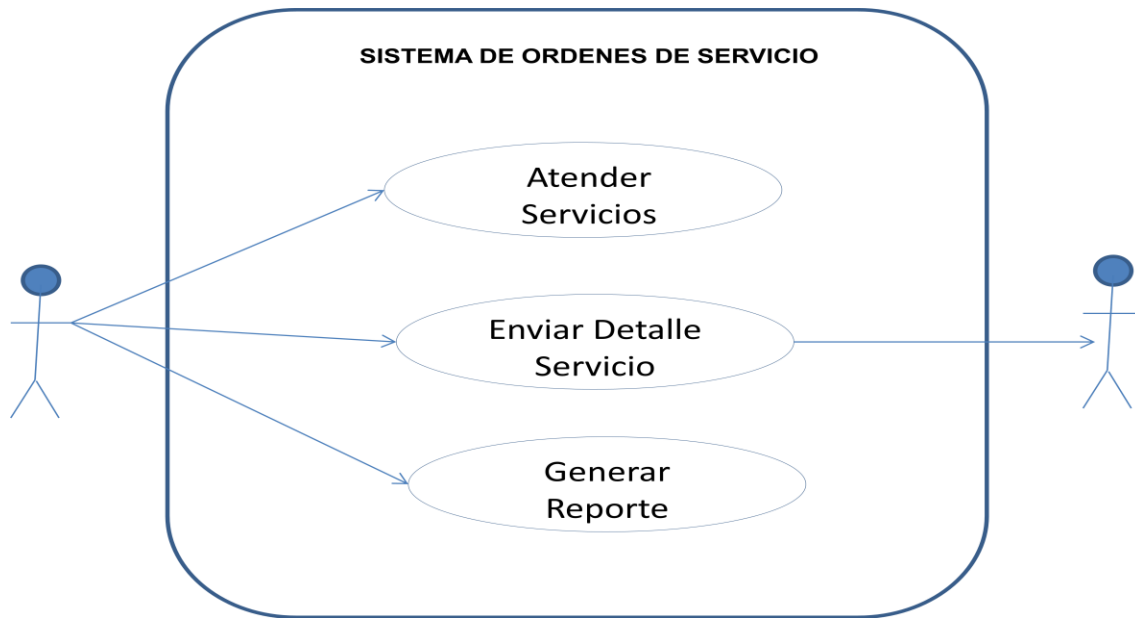 SISTEMA DE ORDENES DE SERVICIO
Atender
Servicios
Enviar Detalle
Servicio
Generar
Reporte